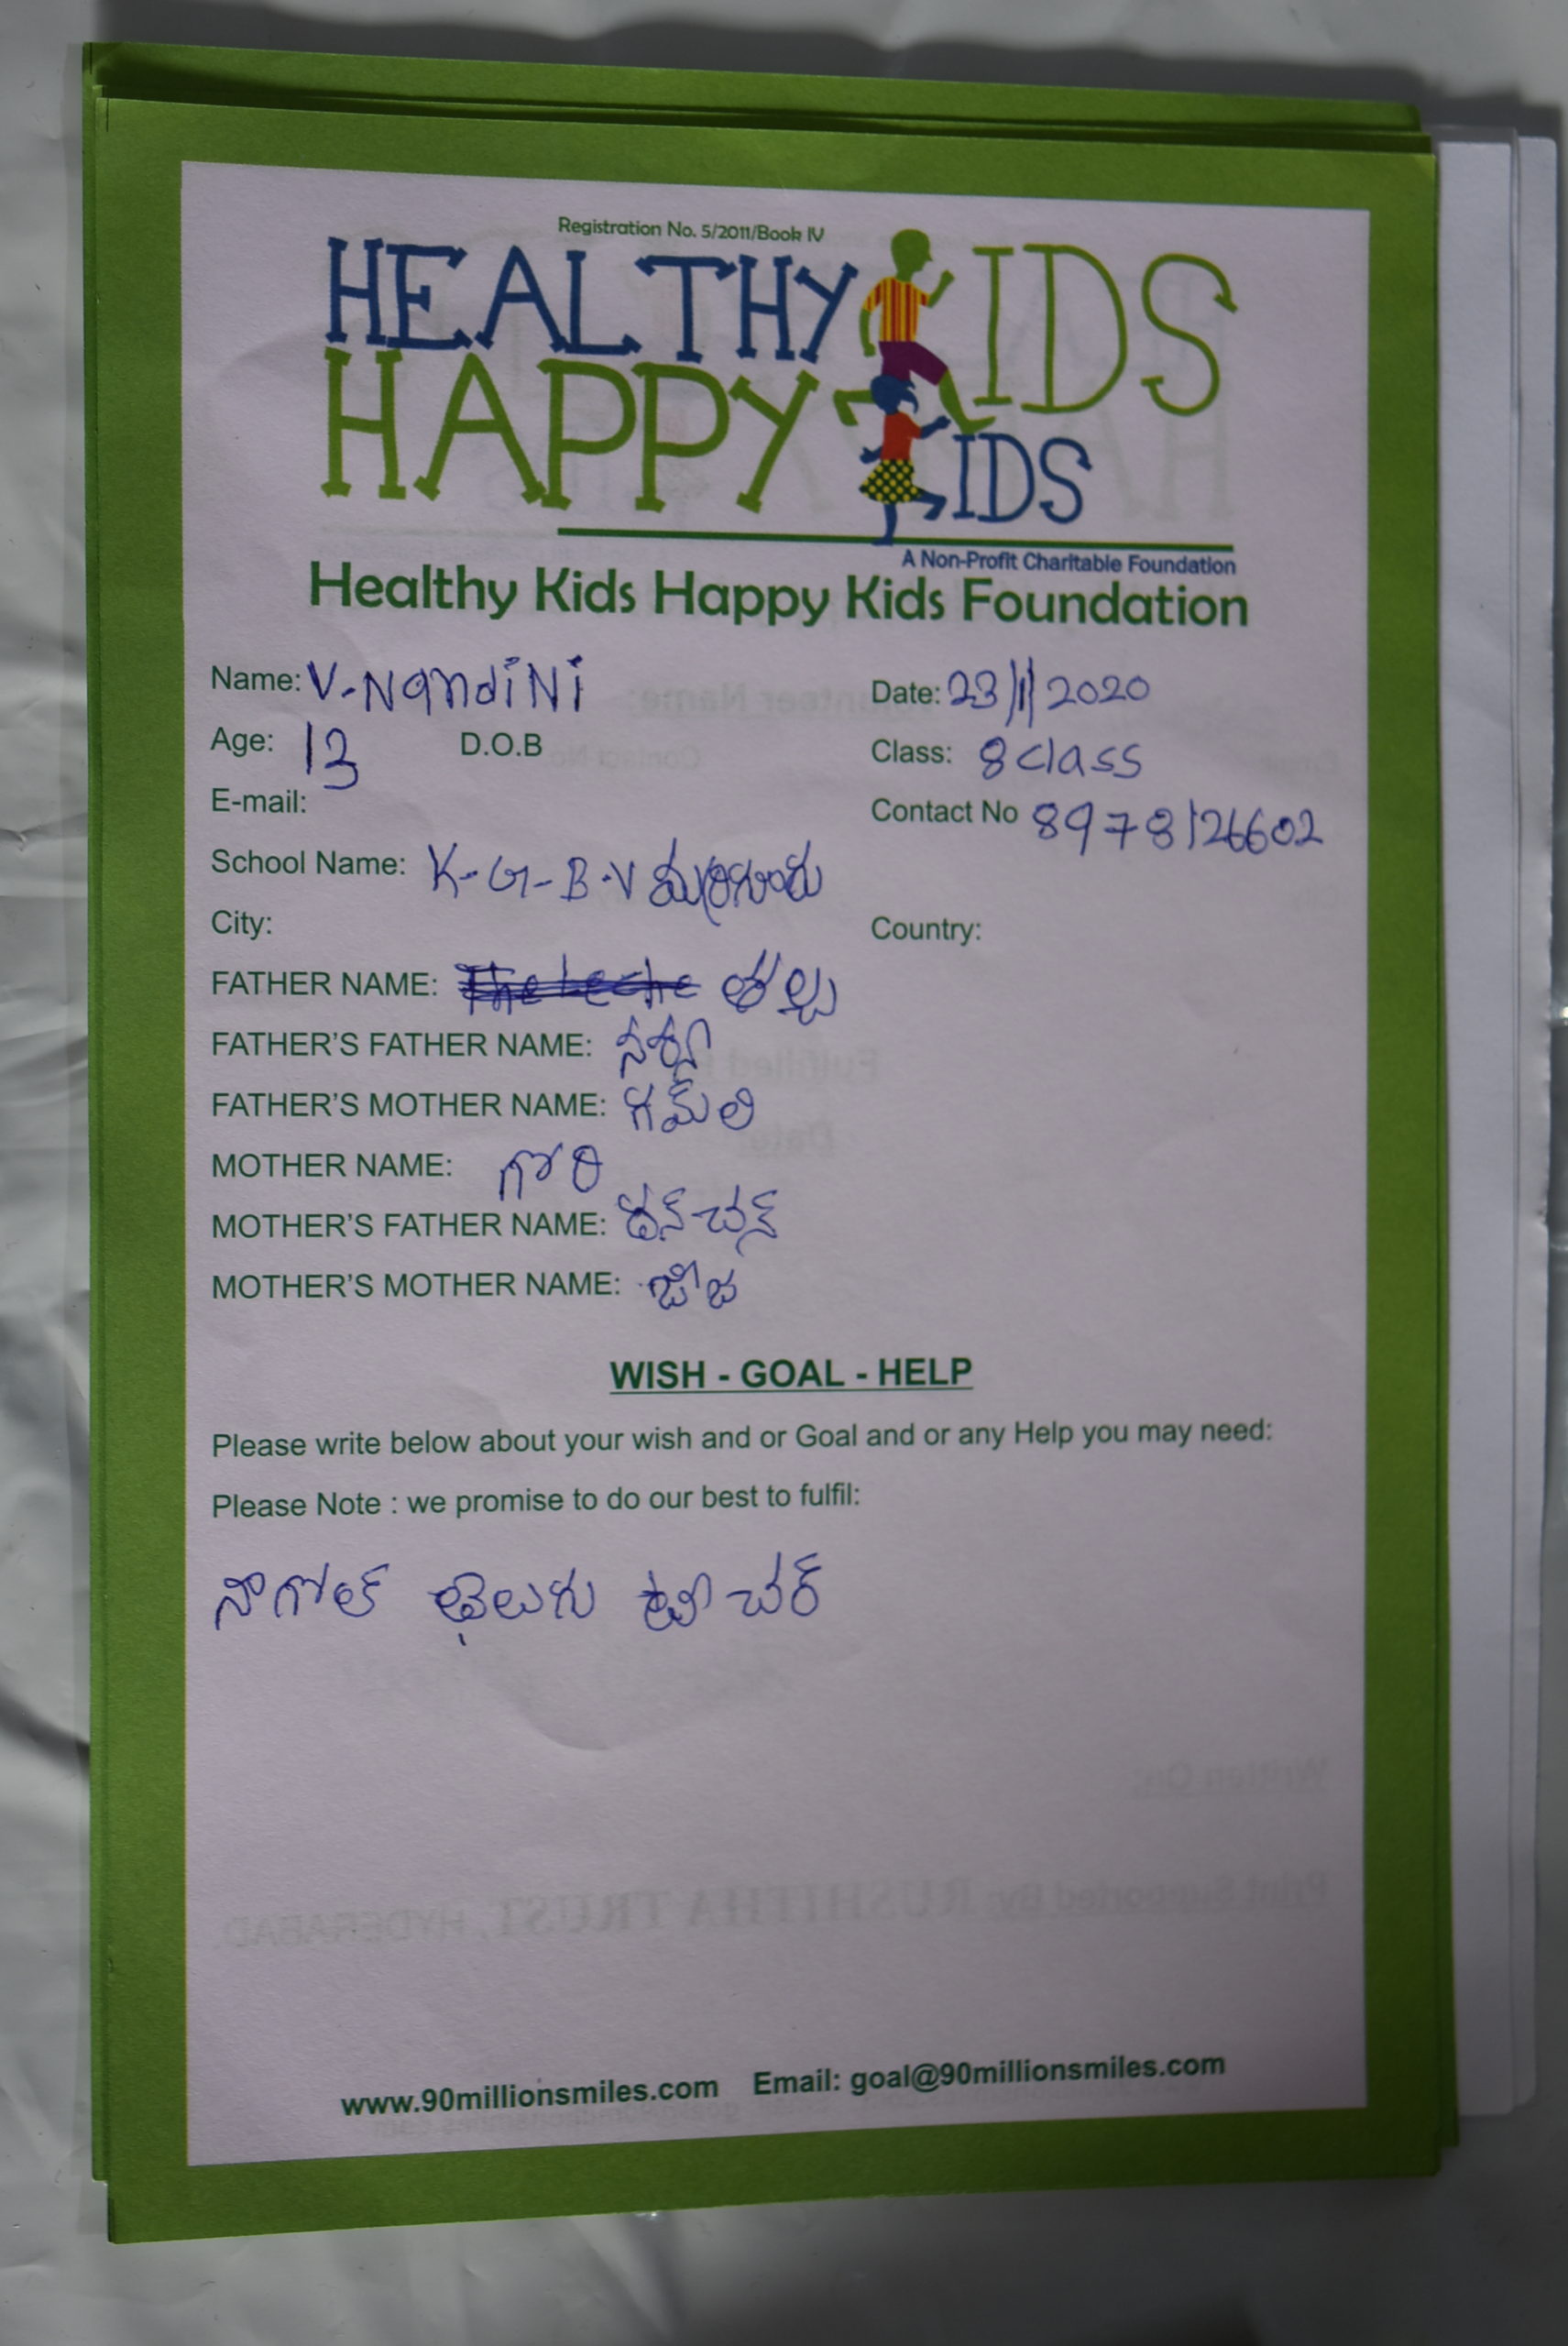 Registration No. 5/2011/Book IV
HEALTHY KIDS
HAPPY KIDS
A Non-Profit Charitable Foundation
Healthy Kids Happy Kids Foundation
Name: V-NandiNi Date: 23/1/2020
Age: 13 D.O.B Class: 8 class
E-mail: Contact No 8978126602
School Name: K-G-B-V
City: Country:
FATHER NAME:
FATHER'S FATHER NAME:
FATHER'S MOTHER NAME: గమ్లి
MOTHER NAME: గోరి
MOTHER'S FATHER NAME:
MOTHER'S MOTHER NAME: జీజ
WISH - GOAL - HELP
Please write below about your wish and or Goal and or any Help you may need:
Please Note : we promise to do our best to fulfil:
నాగోల్ తెలుగు టీచర్
www.90millionsmiles.com Email: goal@90millionsmiles.com